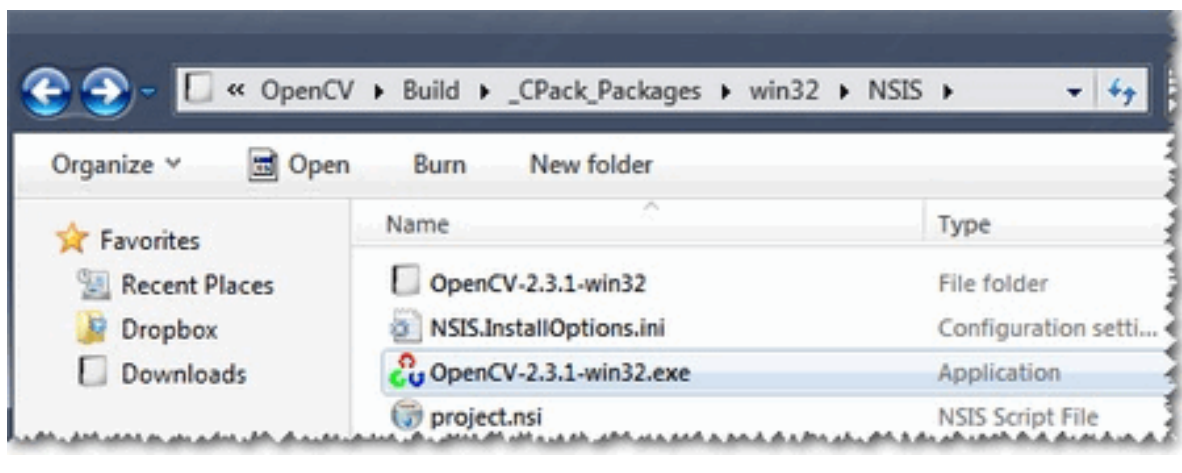 « OpenCV ▸ Build ▸ _CPack_Packages ▸ win32 ▸ NSIS ▸
Organize Open Burn New folder
Name Type
Favorites
Recent Places
Dropbox
Downloads
OpenCV-2.3.1-win32 File folder
NSIS.InstallOptions.ini Configuration setti...
OpenCV-2.3.1-win32.exe Application
project.nsi NSIS Script File